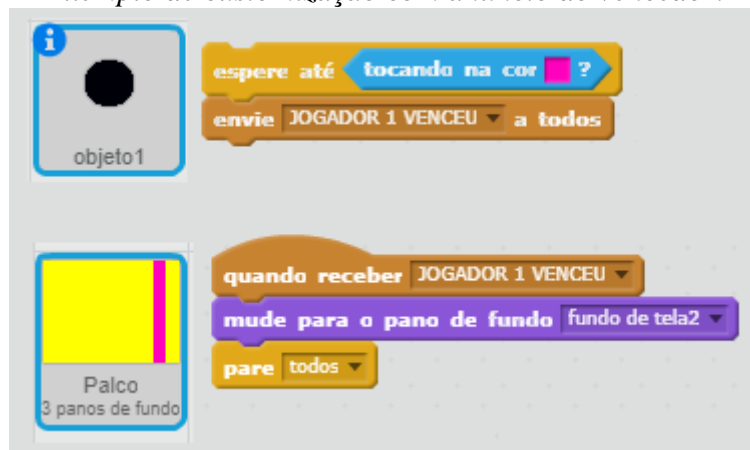 espere até tocando na cor ?
envie JOGADOR 1 VENCEU a todos
objeto1
quando receber JOGADOR 1 VENCEU
mude para o pano de fundo fundo de tela2
pare todos
Palco
3 panos de fundo